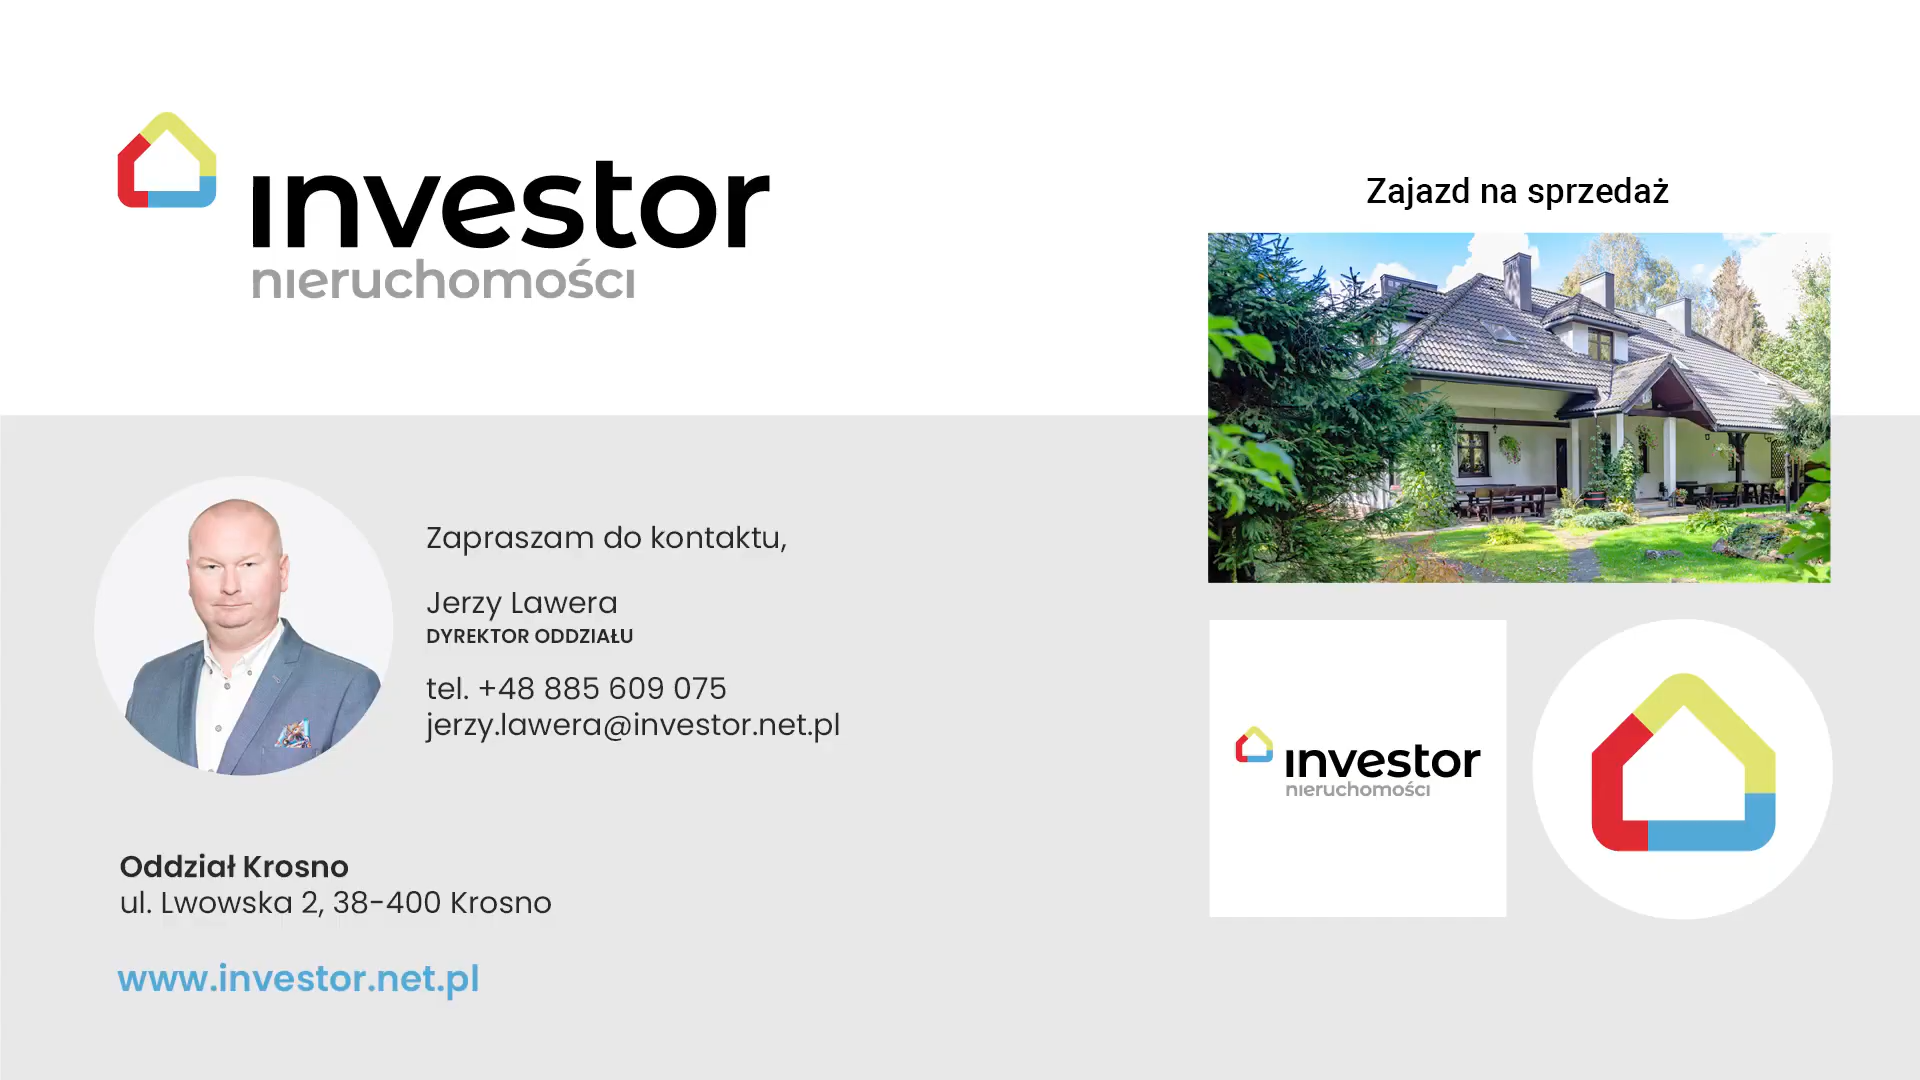 investor
nieruchomości
Zajazd na sprzedaż
Zapraszam do kontaktu,
Jerzy Lawera
DYREKTOR ODDZIAŁU
tel. +48 885 609 075
jerzy.lawera@investor.net.pl
investor
nieruchomości
Oddział Krosno
ul. Lwowska 2, 38-400 Krosno
www.investor.net.pl